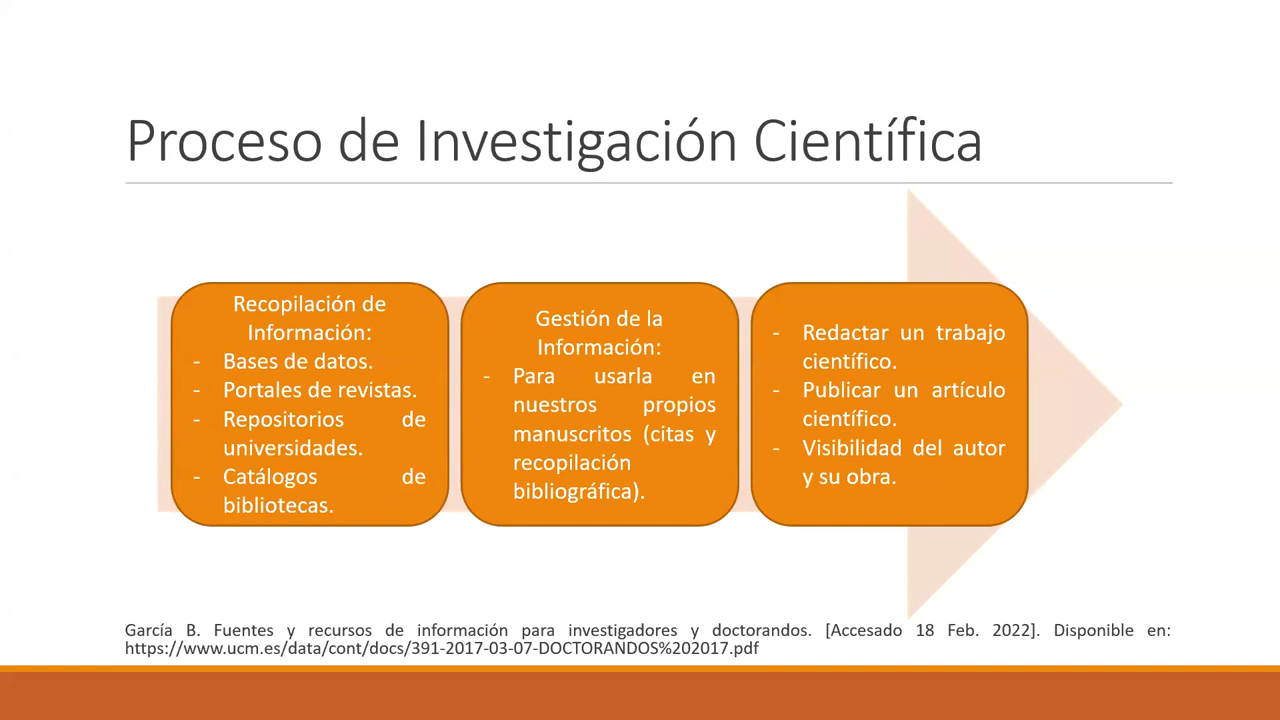 Proceso de Investigación Científica
Recopilación de
Información:
- Bases de datos.
- Portales de revistas.
- Repositorios de
universidades.
- Catálogos de
bibliotecas.
Gestión de la
Información:
- Para usarla en
nuestros propios
manuscritos (citas y
recopilación
bibliográfica).
- Redactar un trabajo
científico.
- Publicar un artículo
científico.
- Visibilidad del autor
y su obra.
García B. Fuentes y recursos de información para investigadores y doctorandos. [Accesado 18 Feb. 2022]. Disponible en:
https://www.ucm.es/data/cont/docs/391-2017-03-07-DOCTORANDOS%202017.pdf